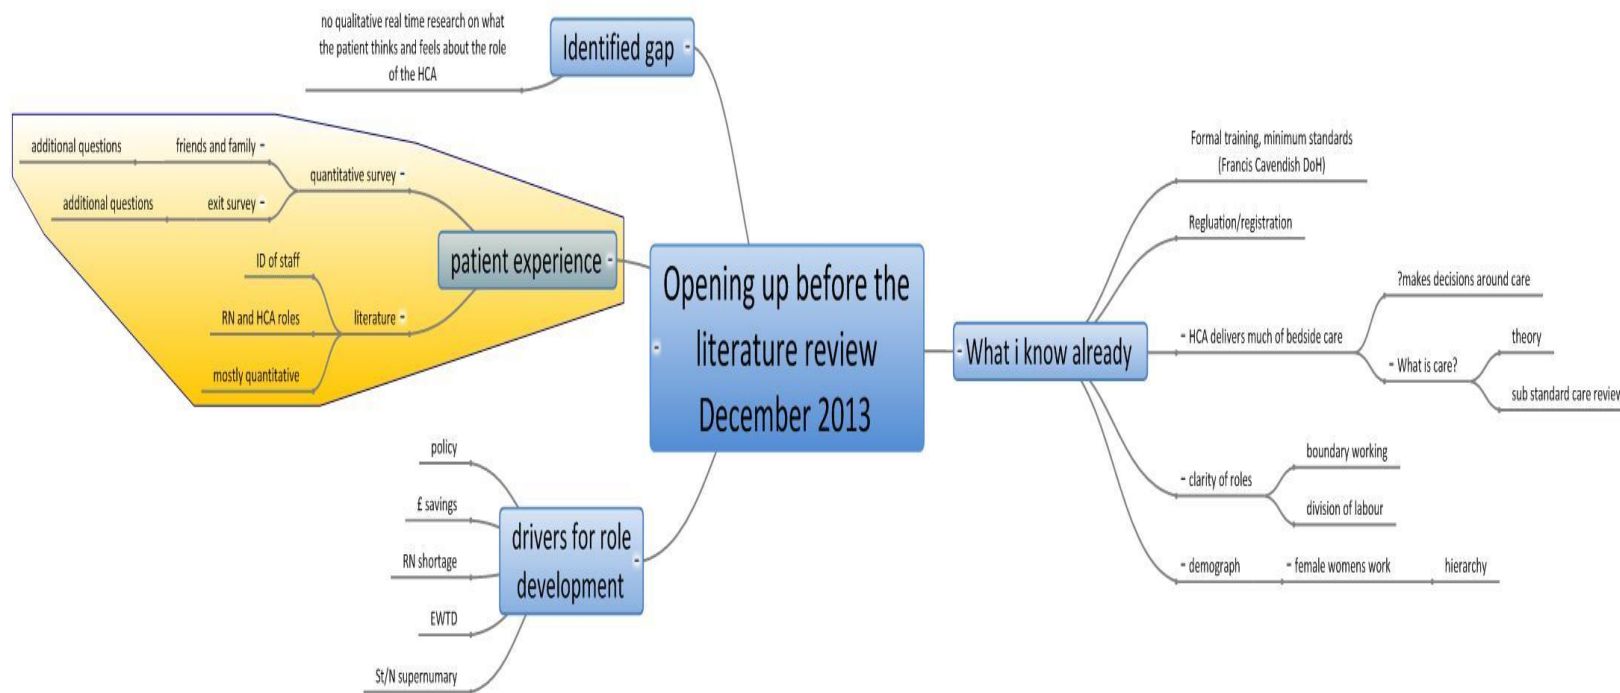 no qualitative real time research on what
the patient thinks and feels about the role
of the HCA
Identified gap
additional questions
friends and family
quantitative survey
additional questions
exit survey
patient experience
ID of staff
RN and HCA roles
literature
mostly quantitative
Opening up before the
literature review
December 2013
policy
£ savings
RN shortage
EWTD
St/N supernumary
drivers for role
development
What i know already
Formal training, minimum standards
(Francis Cavendish DoH)
Regluation/registration
HCA delivers much of bedside care
?makes decisions around care
What is care?
theory
sub standard care review
clarity of roles
boundary working
division of labour
demograph
female womens work
hierarchy